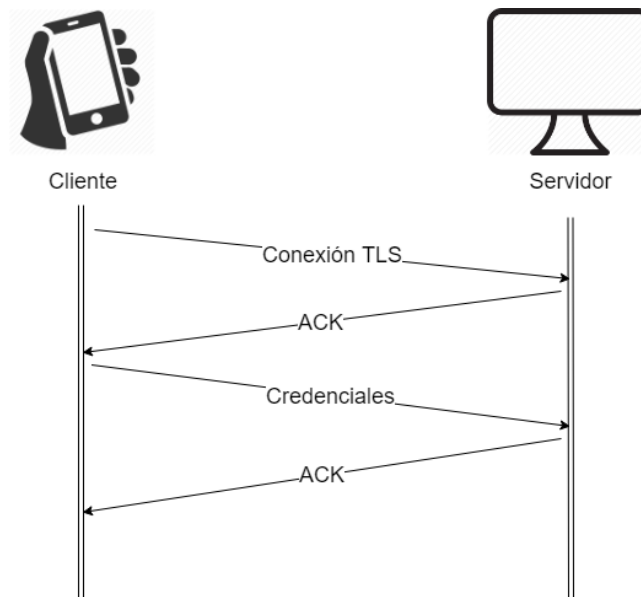 Cliente
Servidor
Conexión TLS
ACK
Credenciales
ACK